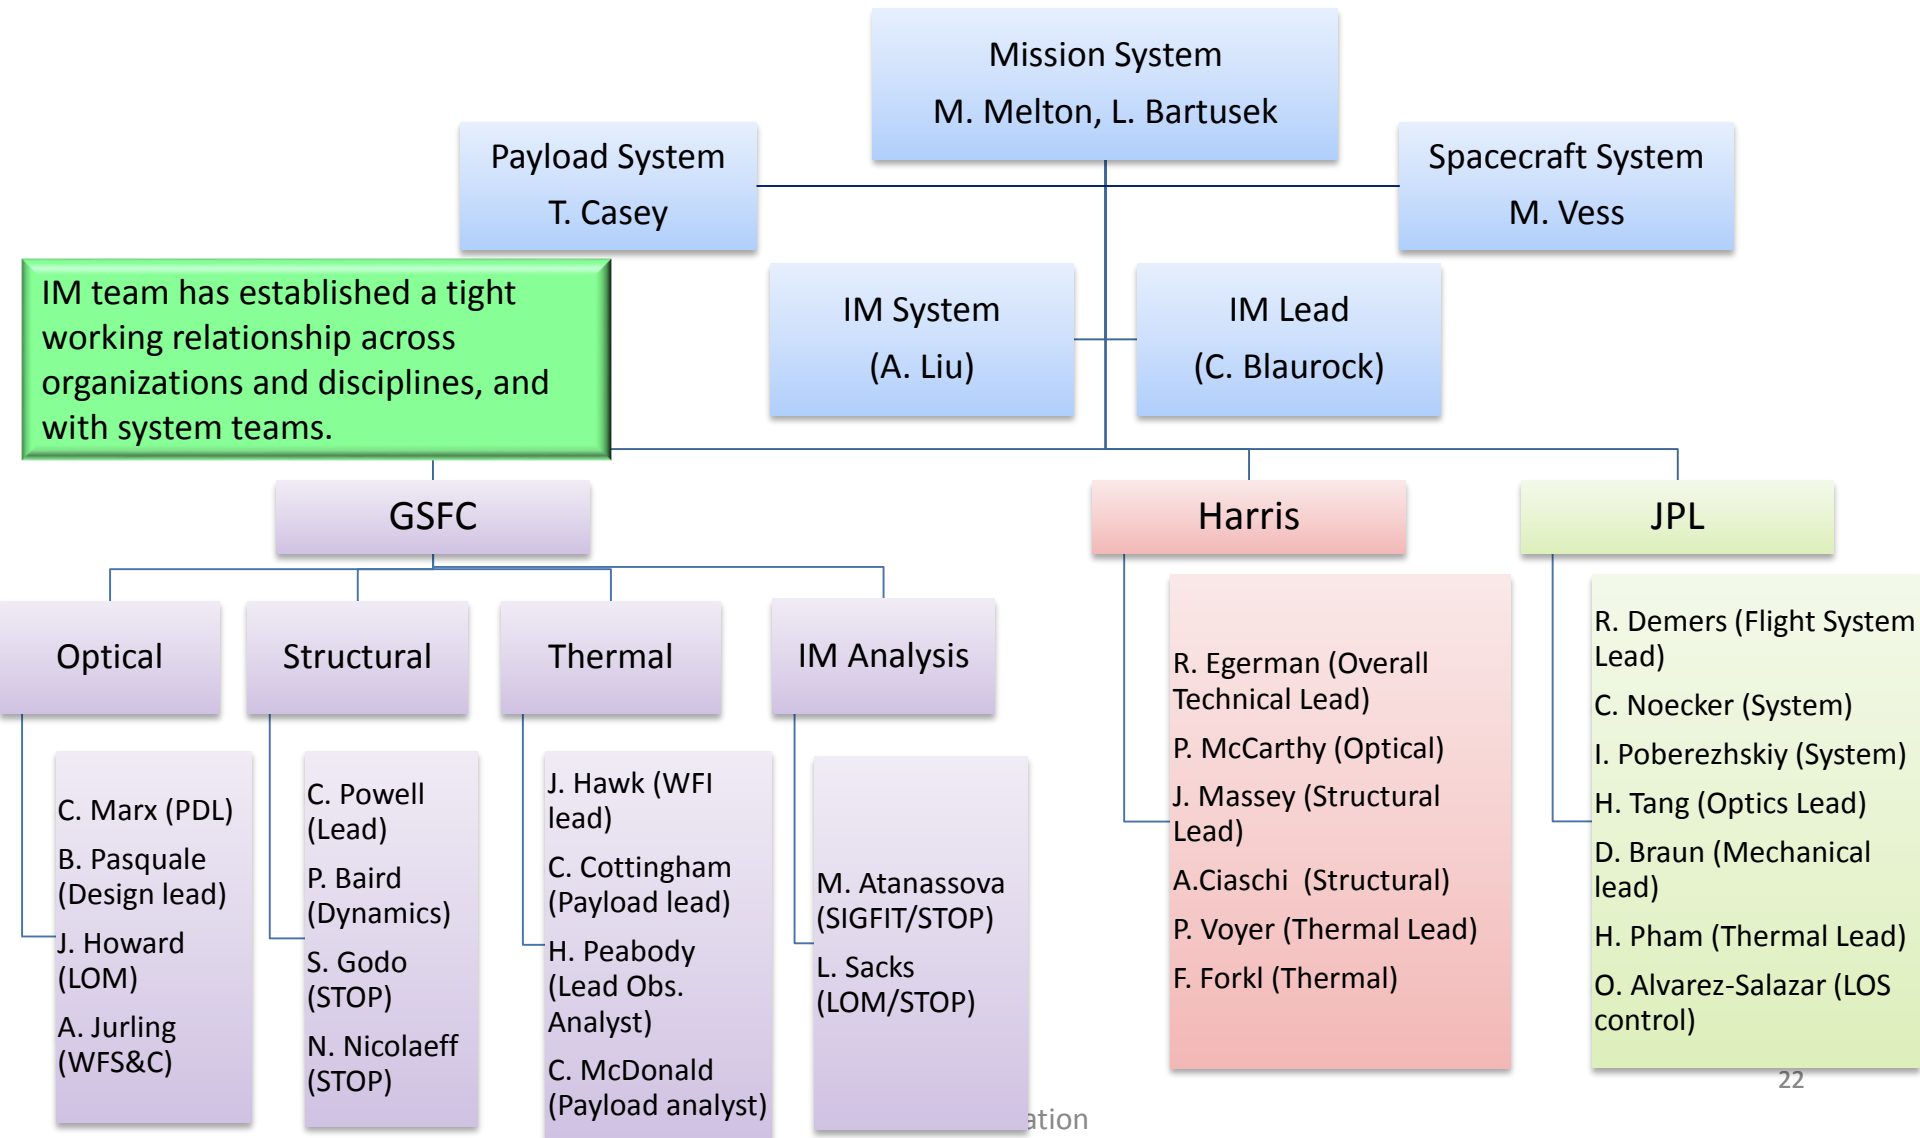 Mission System
M. Melton, L. Bartusek
Payload System
T. Casey
Spacecraft System
M. Vess
IM team has established a tight
working relationship across
organizations and disciplines, and
with system teams.
IM System
(A. Liu)
IM Lead
(C. Blaurock)
GSFC
Harris
JPL
Optical
Structural
Thermal
IM Analysis
C. Marx (PDL)
B. Pasquale
(Design lead)
J. Howard
(LOM)
A. Jurling
(WFS&C)
C. Powell
(Lead)
P. Baird
(Dynamics)
S. Godo
(STOP)
N. Nicolaeff
(STOP)
J. Hawk (WFI
lead)
C. Cottingham
(Payload lead)
H. Peabody
(Lead Obs.
Analyst)
C. McDonald
(Payload analyst)
M. Atanassova
(SIGFIT/STOP)
L. Sacks
(LOM/STOP)
R. Egerman (Overall
Technical Lead)
P. McCarthy (Optical)
J. Massey (Structural
Lead)
A.Ciaschi  (Structural)
P. Voyer (Thermal Lead)
F. Forkl (Thermal)
R. Demers (Flight System
Lead)
C. Noecker (System)
I. Poberezhskiy (System)
H. Tang (Optics Lead)
D. Braun (Mechanical
lead)
H. Pham (Thermal Lead)
O. Alvarez-Salazar (LOS
control)
22